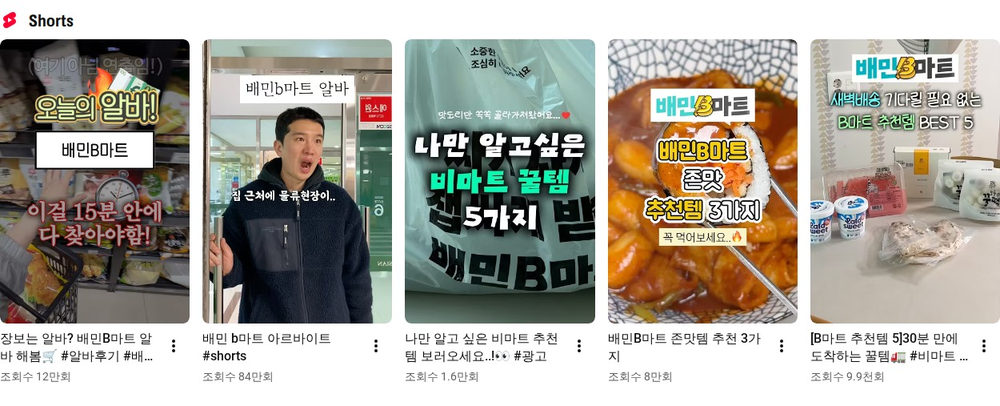 Shorts
(여기 아님 연출임!)
오늘의 알바!
배민B마트
이걸 15분 안에
다 찾아야함!
장보는 알바? 배민B마트 알
바 해봄🛒 #알바후기 #배...
조회수 12만회
배민b마트 알바
집 근처에 물류현장이..
배민 b마트 아르바이트
#shorts
조회수 84만회
소중한
조심히
맛도리만 쏙쏙 골라가져왔어요...❤️
나만 알고싶은
비마트 꿀템
5가지
배민B마
나만 알고 싶은 비마트 추천
템 보러오세요..!👀 #광고
조회수 1.6만회
배민B마트
배민B마트
존맛
추천템 3가지
꼭 먹어보세요..🔥
배민B마트 존맛템 추천 3가
지
조회수 8만회
배민B마트
새벽배송 기다릴 필요 없는
B마트 추천템 BEST 5
[B마트 추천템 5]30분 만에
도착하는 꿀템🚛 #비마트 ...
조회수 9.9천회